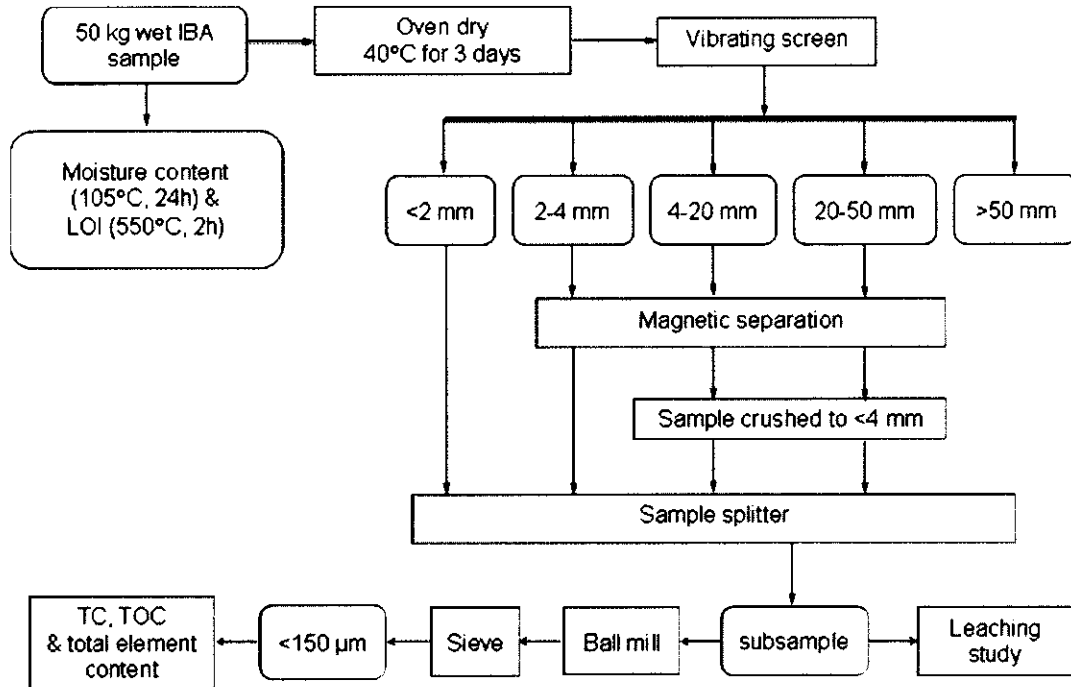 50 kg wet IBA
sample
Oven dry
40°C for 3 days
Vibrating screen
Moisture content
(105°C, 24h) &
LOI (550°C, 2h)
<2 mm
2-4 mm
4-20 mm
20-50 mm
>50 mm
Magnetic separation
Sample crushed to <4 mm
Sample splitter
TC, TOC
& total element
content
<150 µm
Sieve
Ball mill
subsample
Leaching
study